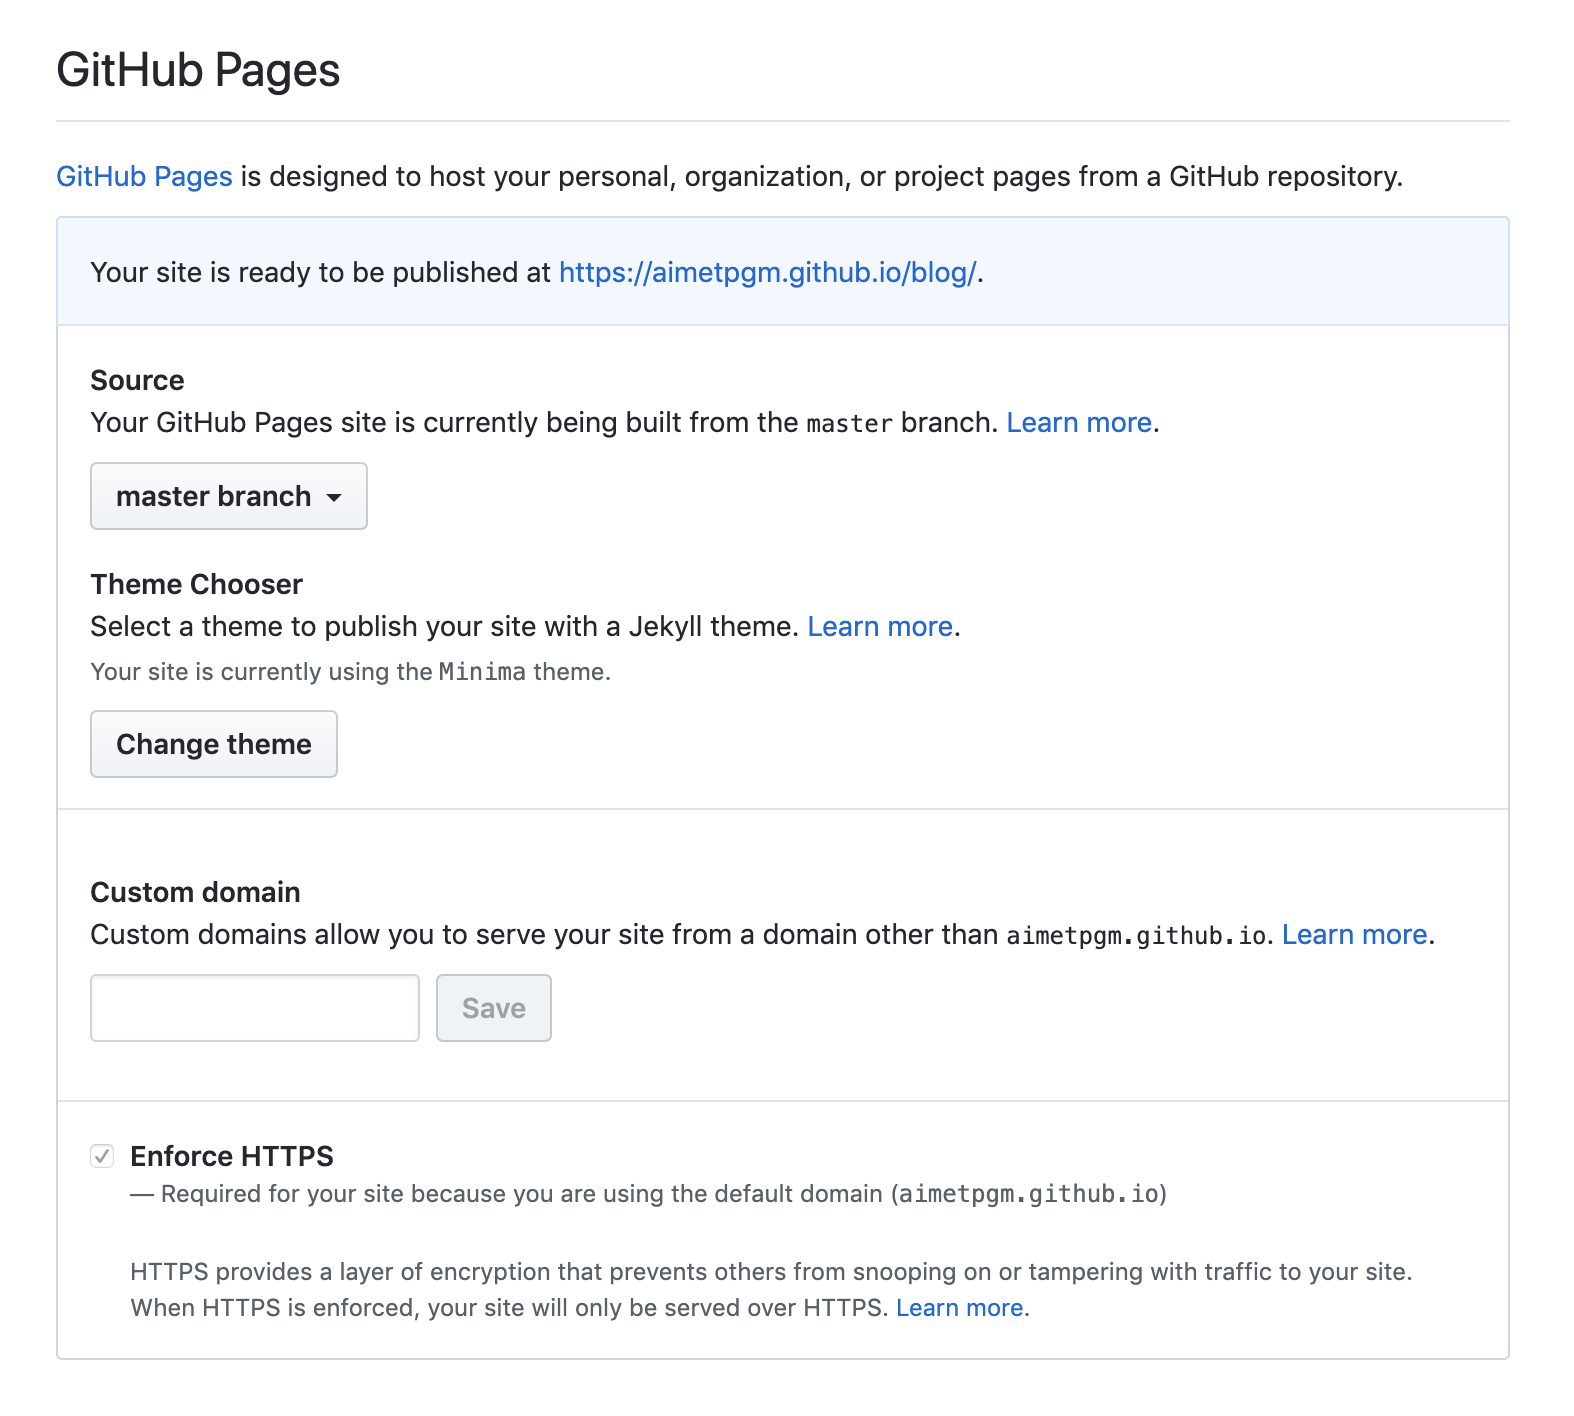 GitHub Pages
GitHub Pages is designed to host your personal, organization, or project pages from a GitHub repository.
Your site is ready to be published at https://aimetpgm.github.io/blog/.
Source
Your GitHub Pages site is currently being built from the master branch. Learn more.
master branch
Theme Chooser
Select a theme to publish your site with a Jekyll theme. Learn more.
Your site is currently using the Minima theme.
Change theme
Custom domain
Custom domains allow you to serve your site from a domain other than aimetpgm.github.io. Learn more.
Save
Enforce HTTPS
— Required for your site because you are using the default domain (aimetpgm.github.io)
HTTPS provides a layer of encryption that prevents others from snooping on or tampering with traffic to your site.
When HTTPS is enforced, your site will only be served over HTTPS. Learn more.